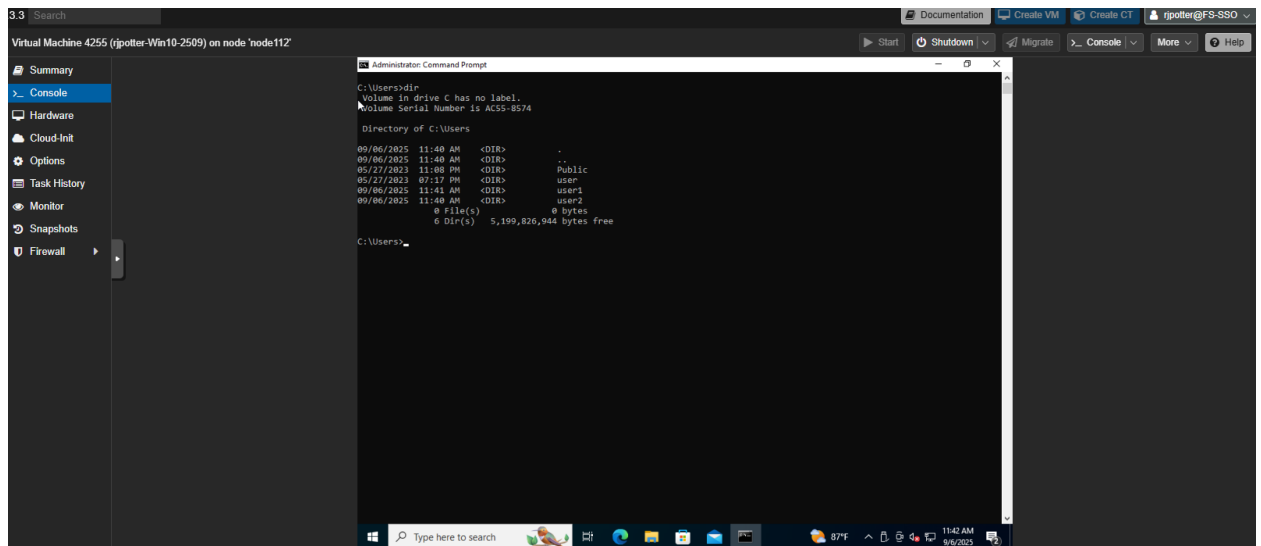 3.3 Search Documentation Create VM Create CT rjpotter@FS-SSO
Virtual Machine 4255 (rjpotter-Win10-2509) on node 'node112' Start Shutdown Migrate >_ Console More Help
Summary
>_ Console
Hardware
Cloud-Init
Options
Task History
Monitor
Snapshots
Firewall
Administrator: Command Prompt
C:\Users>dir
Volume in drive C has no label.
Volume Serial Number is AC55-8574
Directory of C:\Users
09/06/2025 11:40 AM <DIR> .
09/06/2025 11:40 AM <DIR> ..
05/27/2023 11:08 PM <DIR> Public
05/27/2023 07:17 PM <DIR> user
09/06/2025 11:41 AM <DIR> user1
09/06/2025 11:40 AM <DIR> user2
0 File(s) 0 bytes
6 Dir(s) 5,199,826,944 bytes free
C:\Users>_
Type here to search 87°F 11:42 AM
9/6/2025 2